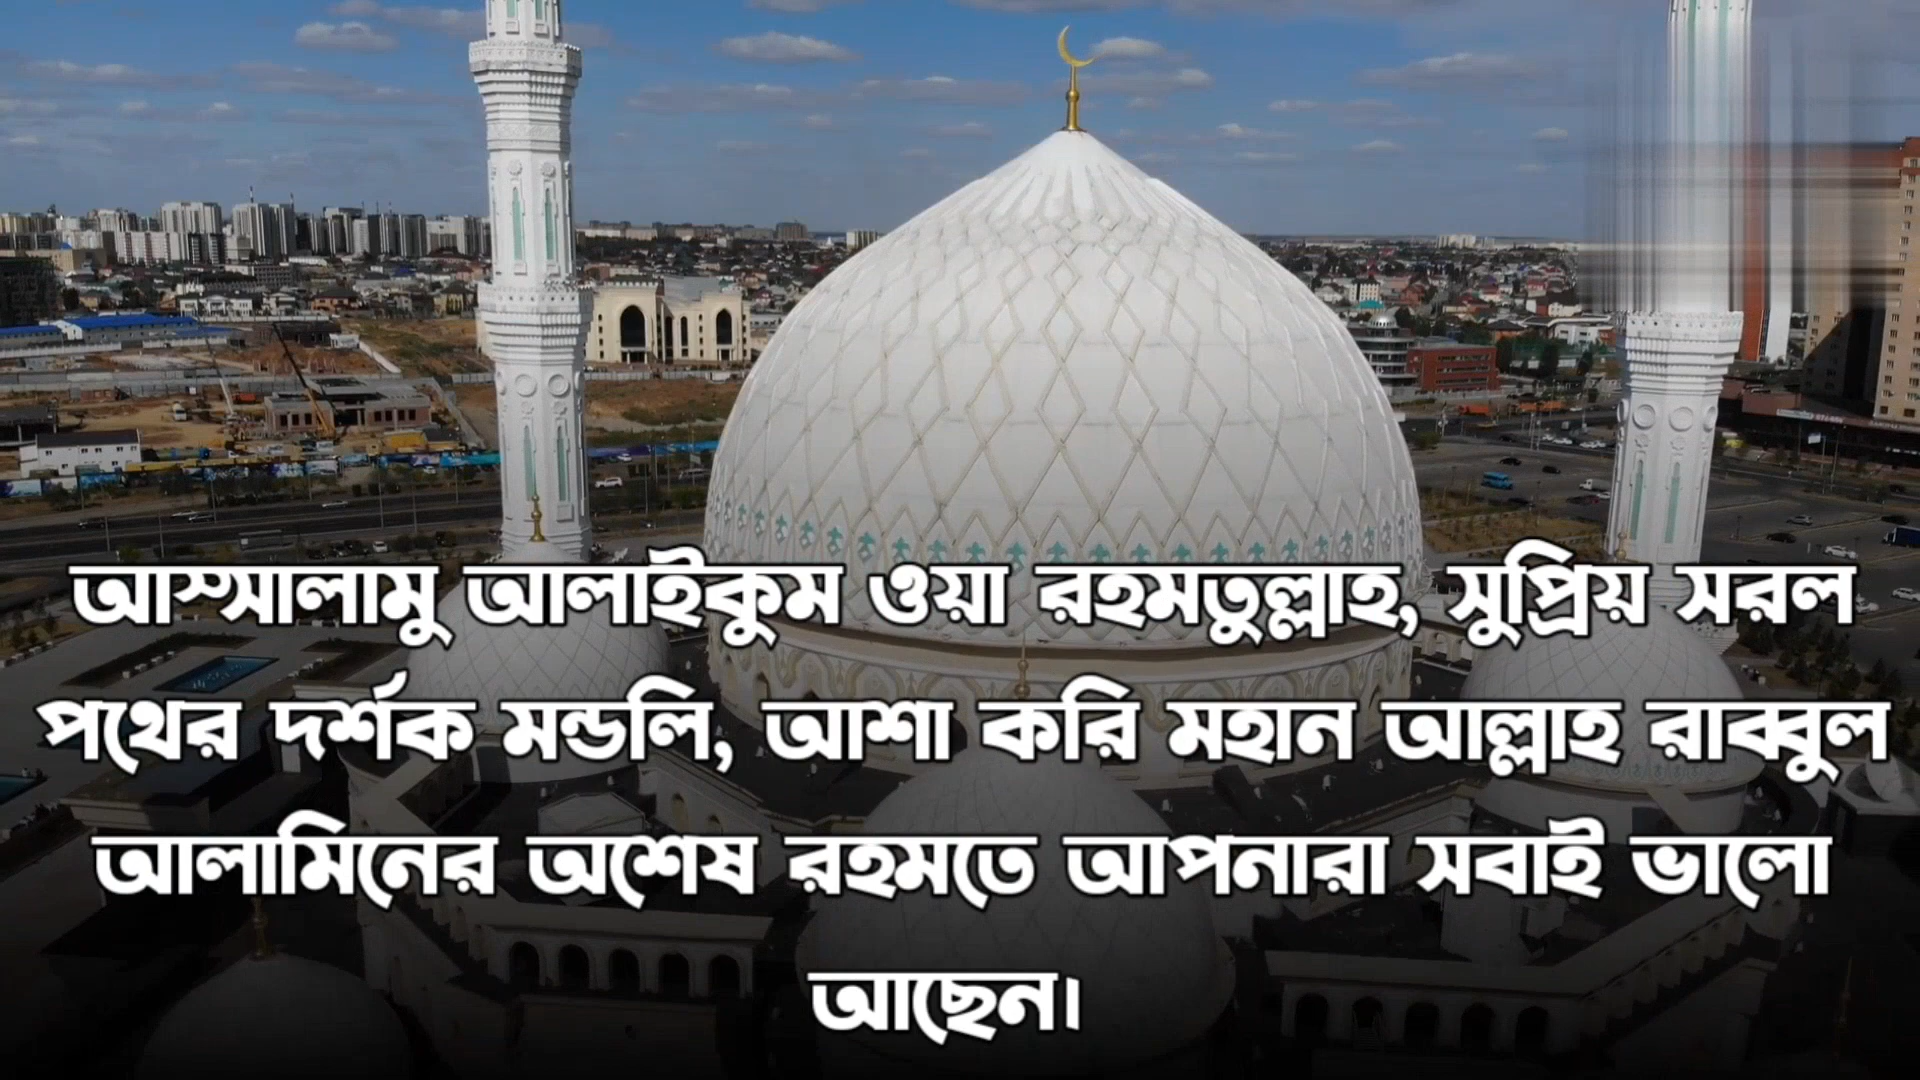 আস্সালামু আলাইকুম ওয়া রহমতুল্লাহ, সুপ্রিয় সরল
পথের দর্শক মন্ডলি, আশা করি মহান আল্লাহ রাব্বুল
আলামিনের অশেষ রহমতে আপনারা সবাই ভালো
আছেন।